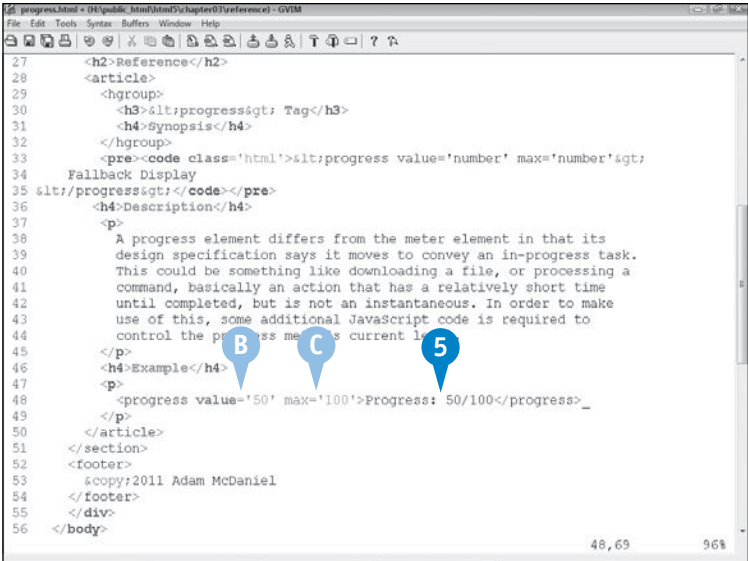 progress.html + (H:\public_html\html5\chapter03\reference) - GVIM
File Edit Tools Syntax Buffers Window Help
27 <h2>Reference</h2>
28 <article>
29 <hgroup>
30 <h3>&lt;progress&gt; Tag</h3>
31 <h4>Synopsis</h4>
32 </hgroup>
33 <pre><code class='html'>&lt;progress value='number' max='number'&gt;
34 Fallback Display
35 &lt;/progress&gt;</code></pre>
36 <h4>Description</h4>
37 <p>
38 A progress element differs from the meter element in that its
39 design specification says it moves to convey an in-progress task.
40 This could be something like downloading a file, or processing a
41 command, basically an action that has a relatively short time
42 until completed, but is not an instantaneous. In order to make
43 use of this, some additional JavaScript code is required to
44 control the current
B C 5
45 </p>
46 <h4>Example</h4>
47 <p>
48 <progress value='50' max='100'>Progress: 50/100</progress>_
49 </p>
50 </article>
51 </section>
52 <footer>
53 &copy;2011 Adam McDaniel
54 </footer>
55 </div>
56 </body>
48,69 96%